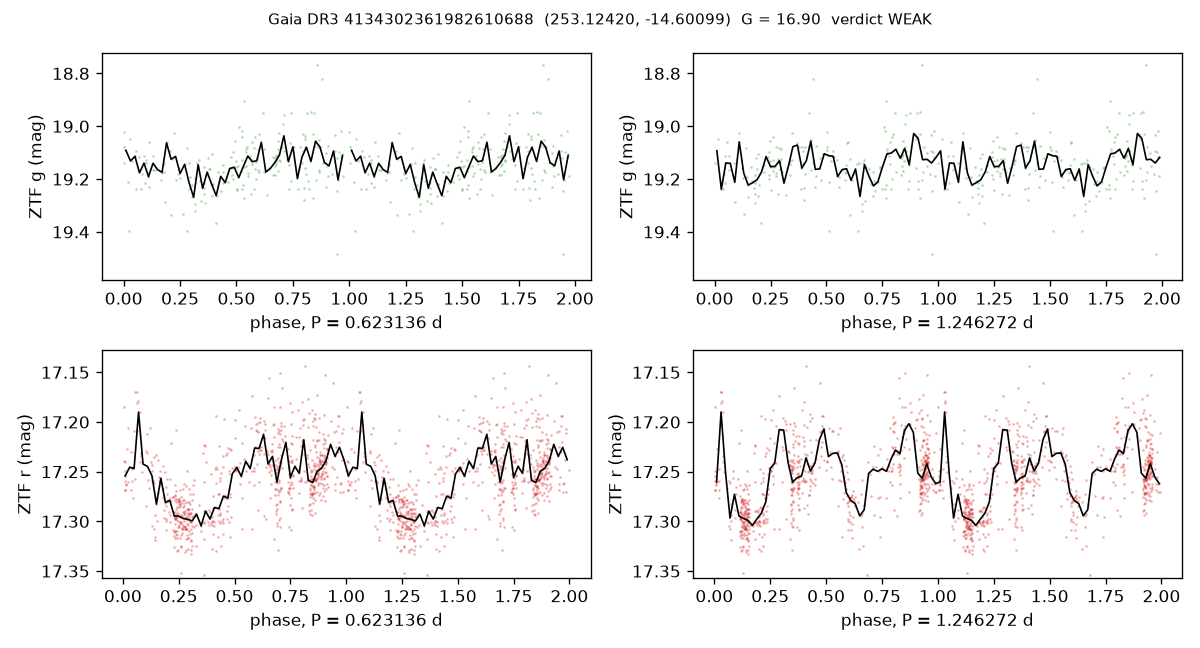 Gaia DR3 4134302361982610688 (253.12420, -14.60099) G = 16.90 verdict WEAK
ZTF g (mag)
18.8
19.0
19.2
19.4
0.00 0.25 0.50 0.75 1.00 1.25 1.50 1.75 2.00
phase, P = 0.623136 d
ZTF g (mag)
18.8
19.0
19.2
19.4
0.00 0.25 0.50 0.75 1.00 1.25 1.50 1.75 2.00
phase, P = 1.246272 d
ZTF r (mag)
17.15
17.20
17.25
17.30
17.35
0.00 0.25 0.50 0.75 1.00 1.25 1.50 1.75 2.00
phase, P = 0.623136 d
ZTF r (mag)
17.15
17.20
17.25
17.30
17.35
0.00 0.25 0.50 0.75 1.00 1.25 1.50 1.75 2.00
phase, P = 1.246272 d